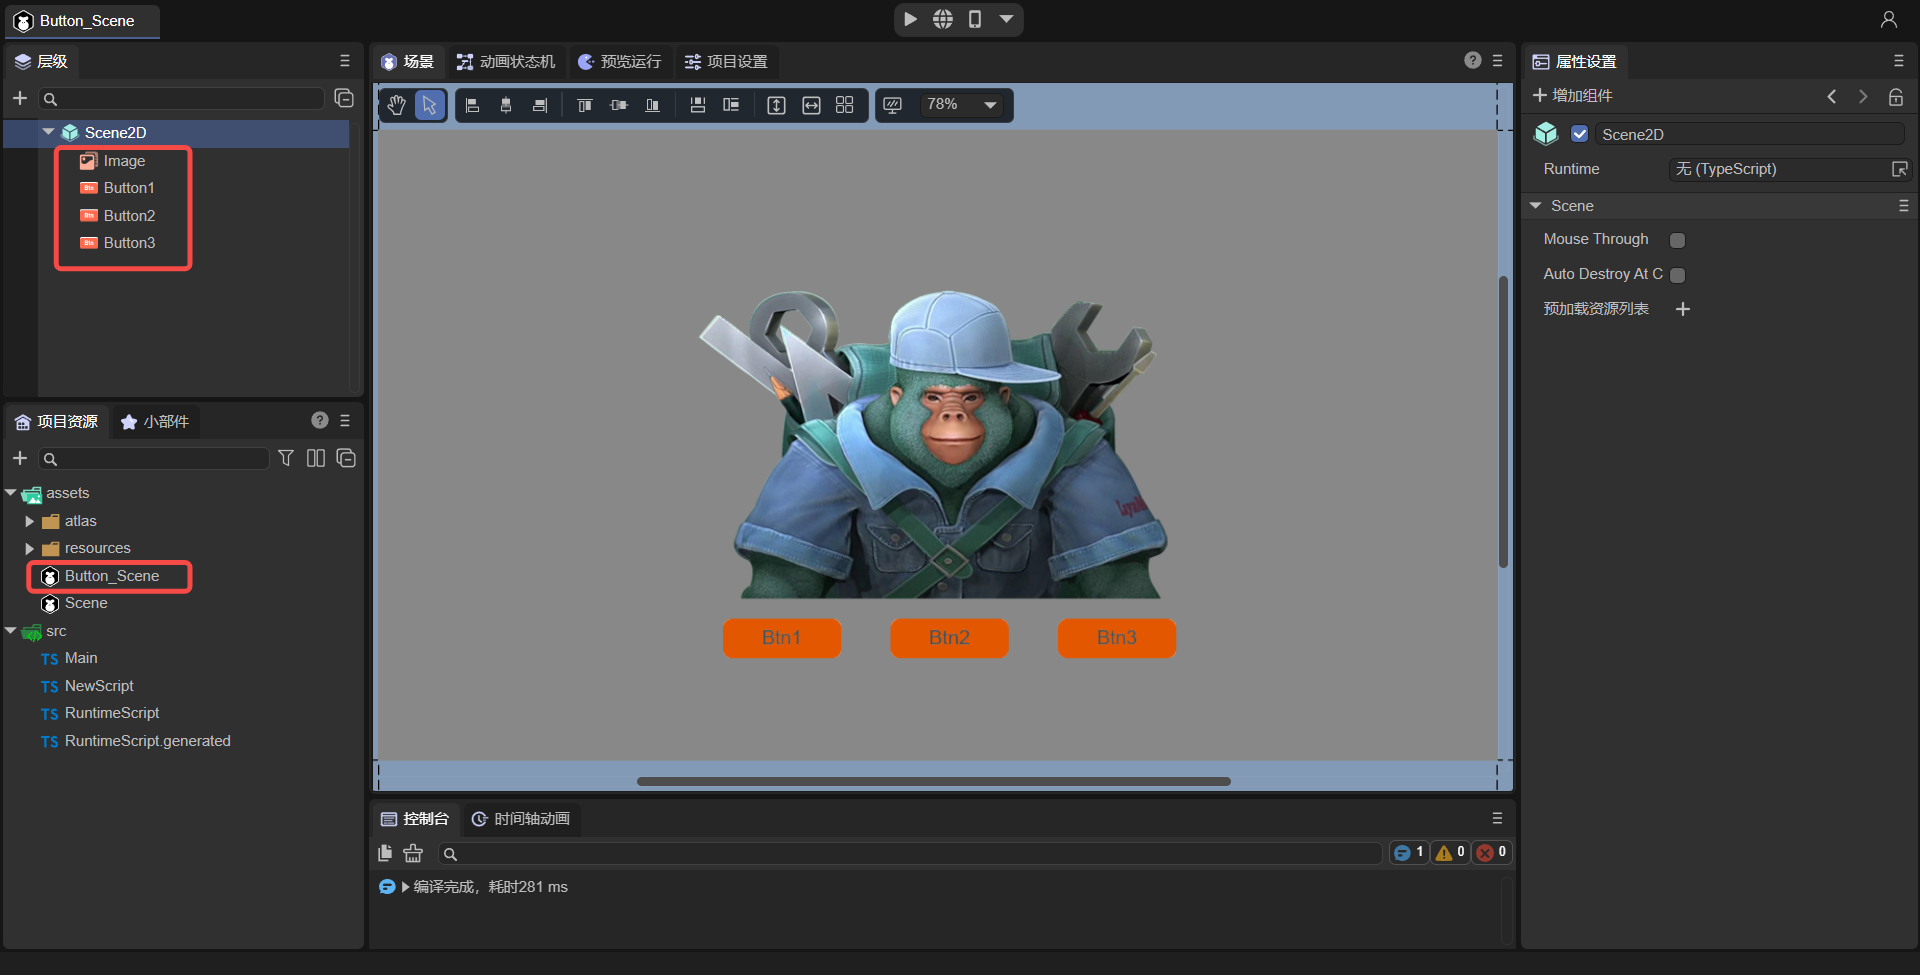 Button_Scene
层级
Scene2D
Image
Btn Button1
Btn Button2
Btn Button3
项目资源
小部件
?
assets
atlas
resources
Button_Scene
Scene
src
TS Main
TS NewScript
TS RuntimeScript
TS RuntimeScript.generated
场景
动画状态机
预览运行
项目设置
?
78%
Btn1
Btn2
Btn3
控制台
时间轴动画
1
0
0
编译完成，耗时281 ms
属性设置
增加组件
Scene2D
Runtime
无 (TypeScript)
Scene
Mouse Through
Auto Destroy At C
预加载资源列表